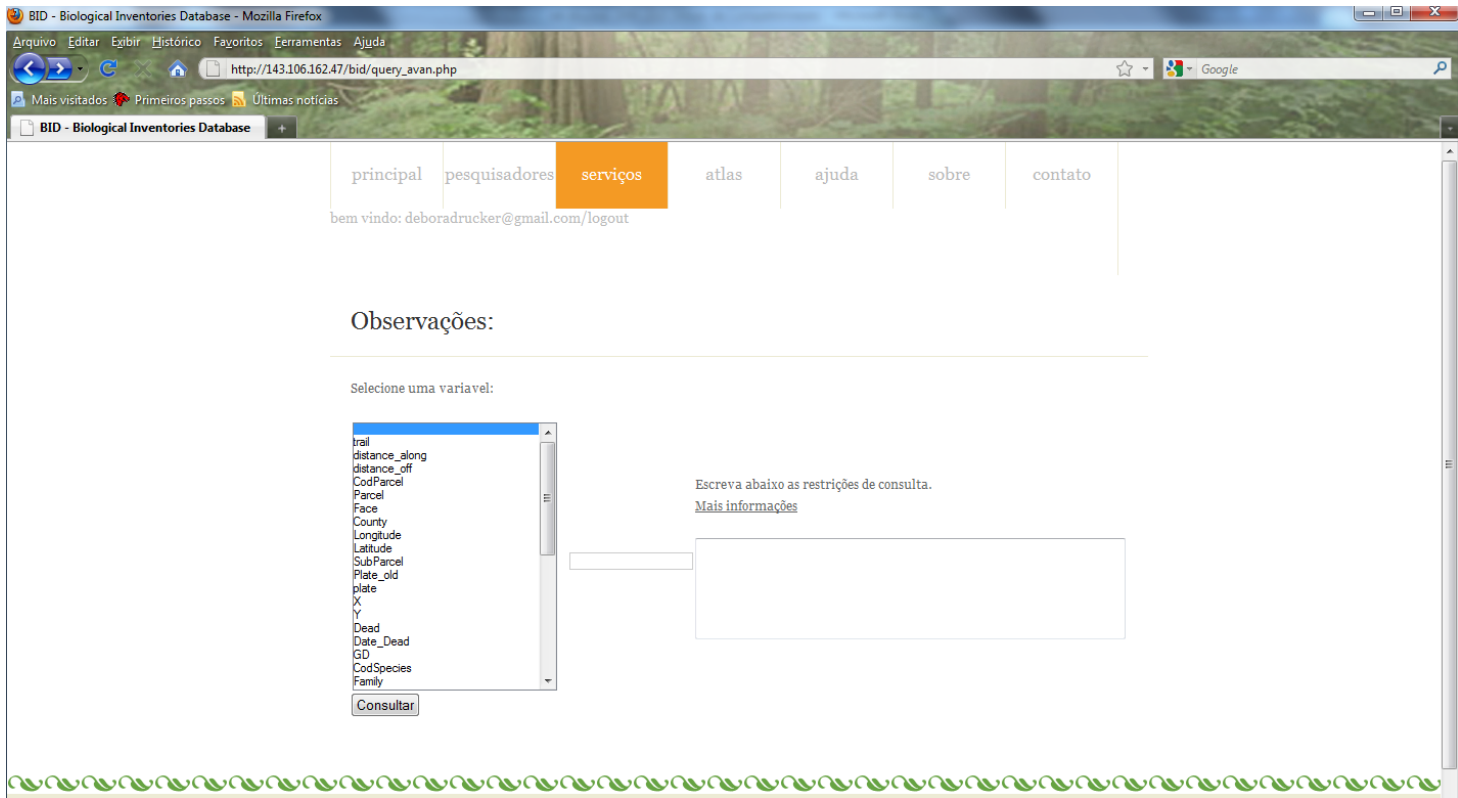 BID - Biological Inventories Database - Mozilla Firefox
Arquivo Editar Exibir Histórico Favoritos Ferramentas Ajuda
http://143.106.162.47/bid/query_avan.php
Google
Mais visitados Primeiros passos Últimas notícias
BID - Biological Inventories Database
principal pesquisadores serviços atlas ajuda sobre contato
bem vindo: deboradrucker@gmail.com/logout
Observações:
Selecione uma variavel:
trail
distance_along
distance_off
CodParcel
Parcel
Face
County
Longitude
Latitude
SubParcel
Plate_old
plate
X
Y
Dead
Date_Dead
GD
CodSpecies
Family
Escreva abaixo as restrições de consulta.
Mais informações
Consultar